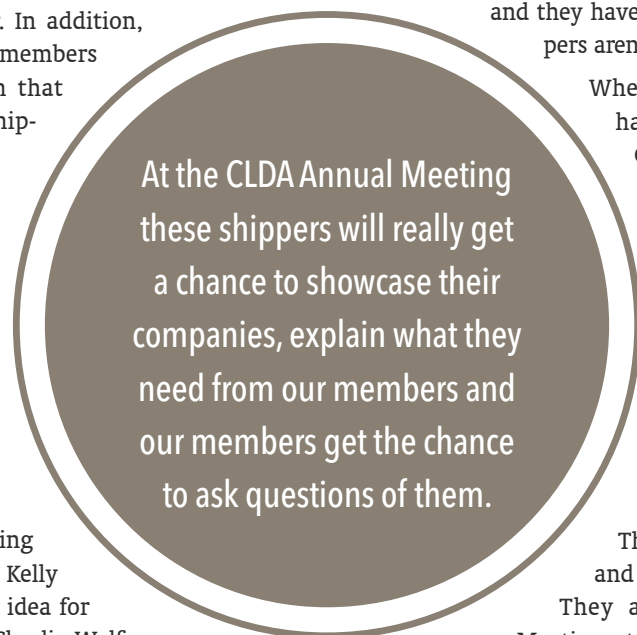 . In addition,
members
that
hip-
ing
Kelly
idea for
At the CLDA Annual Meeting
these shippers will really get
a chance to showcase their
companies, explain what they
need from our members and
our members get the chance
to ask questions of them.
and they have
pers aren
Whe
ha
Th
and
They a